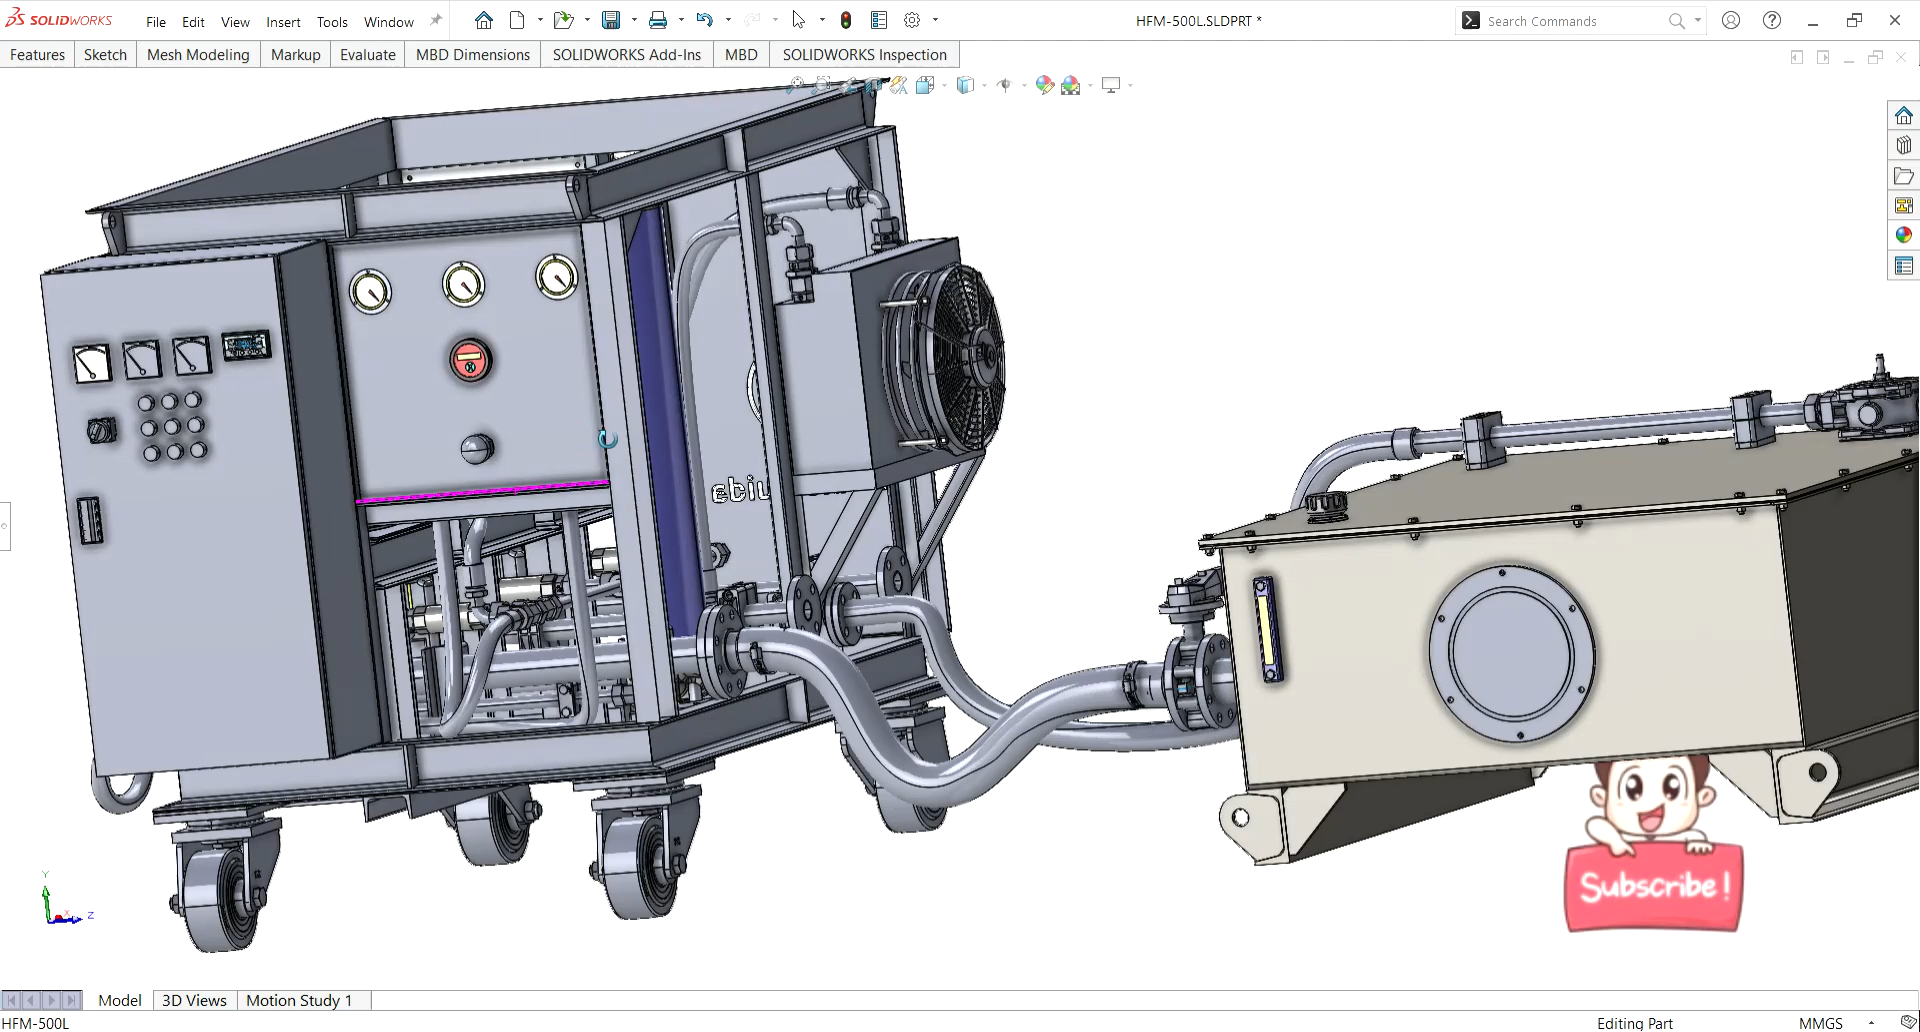 SOLIDWORKS
File Edit View Insert Tools Window
HFM-500L.SLDPRT *
Search Commands
Features Sketch Mesh Modeling Markup Evaluate MBD Dimensions SOLIDWORKS Add-Ins MBD SOLIDWORKS Inspection
Y
X
Z
Subscribe!
Model 3D Views Motion Study 1
HFM-500L
Editing Part
MMGS